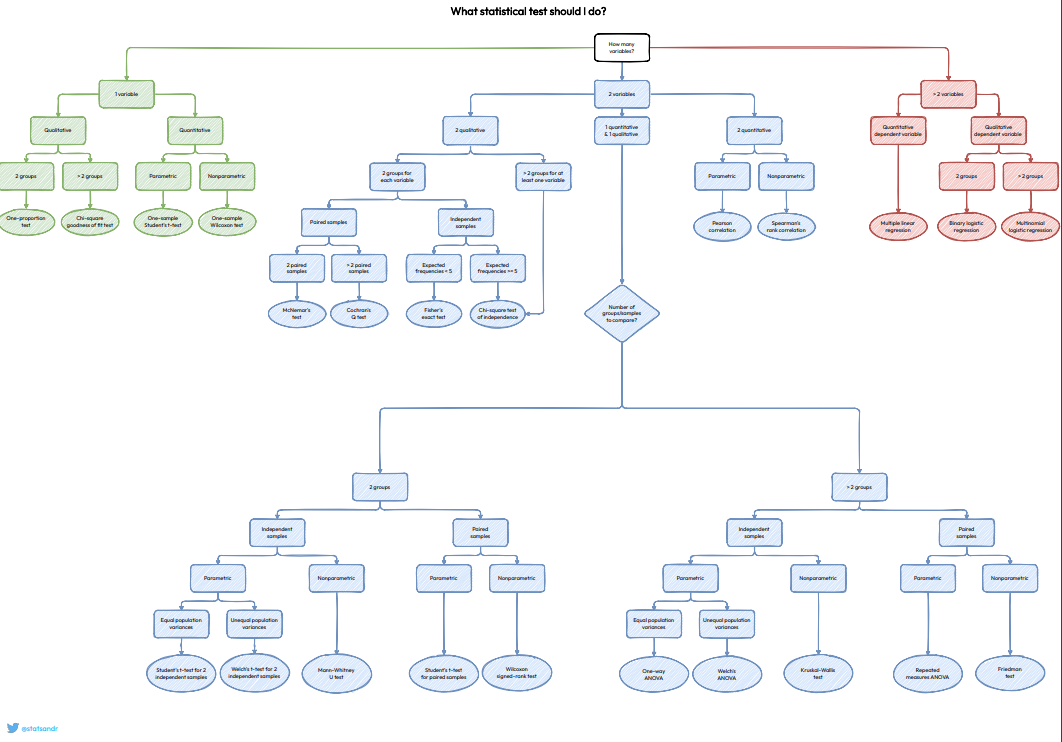 What statistical test should I do?
How many
variables?
1 variable
2 variables
> 2 variables
Qualitative
Quantitative
2 qualitative
1 quantitative
& 1 qualitative
2 quantitative
Quantitative
dependent variable
Qualitative
dependent variable
2 groups
> 2 groups
Parametric
Nonparametric
2 groups for
each variable
> 2 groups for at
least one variable
Parametric
Nonparametric
2 groups
> 2 groups
One-proportion
test
Chi-square
goodness of fit test
One-sample
Student's t-test
One-sample
Wilcoxon test
Paired samples
Independent
samples
Pearson
correlation
Spearman's
rank correlation
Multiple linear
regression
Binary logistic
regression
Multinomial
logistic regression
2 paired
samples
> 2 paired
samples
Expected
frequencies < 5
Expected
frequencies >= 5
McNemar's
test
Cochran's
Q test
Fisher's
exact test
Chi-square test
of independence
Number of
groups/samples
to compare?
2 groups
> 2 groups
Independent
samples
Paired
samples
Independent
samples
Paired
samples
Parametric
Nonparametric
Parametric
Nonparametric
Parametric
Nonparametric
Parametric
Nonparametric
Equal population
variances
Unequal population
variances
Equal population
variances
Unequal population
variances
Student's t-test for 2
independent samples
Welch's t-test for 2
independent samples
Mann-Whitney
U test
Student's t-test
for paired samples
Wilcoxon
signed-rank test
One-way
ANOVA
Welch's
ANOVA
Kruskal-Wallis
test
Repeated
measures ANOVA
Friedman
test
@statsandr